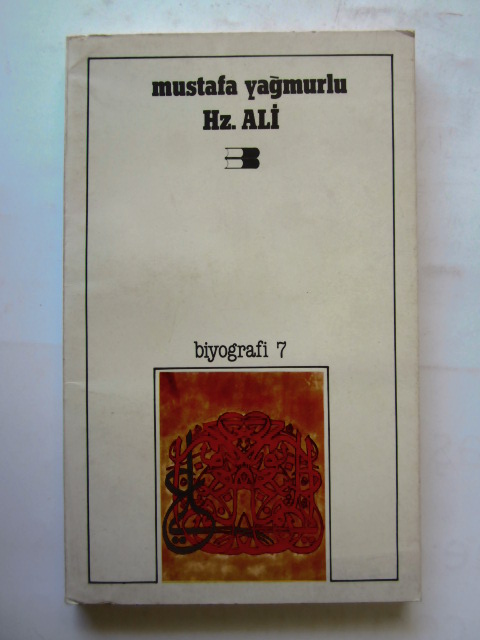 mustafa yağmurlu
Hz. ALİ
biyografi 7